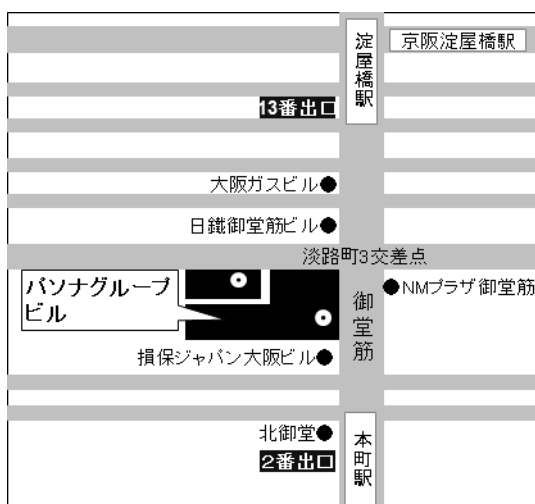 淀屋橋駅
京阪淀屋橋駅
13番出口
大阪ガスビル
日鐵御堂筋ビル
淡路町3交差点
パソナグループ
ビル
NMプラザ御堂筋
御堂筋
損保ジャパン大阪ビル
北御堂
2番出口
本町駅